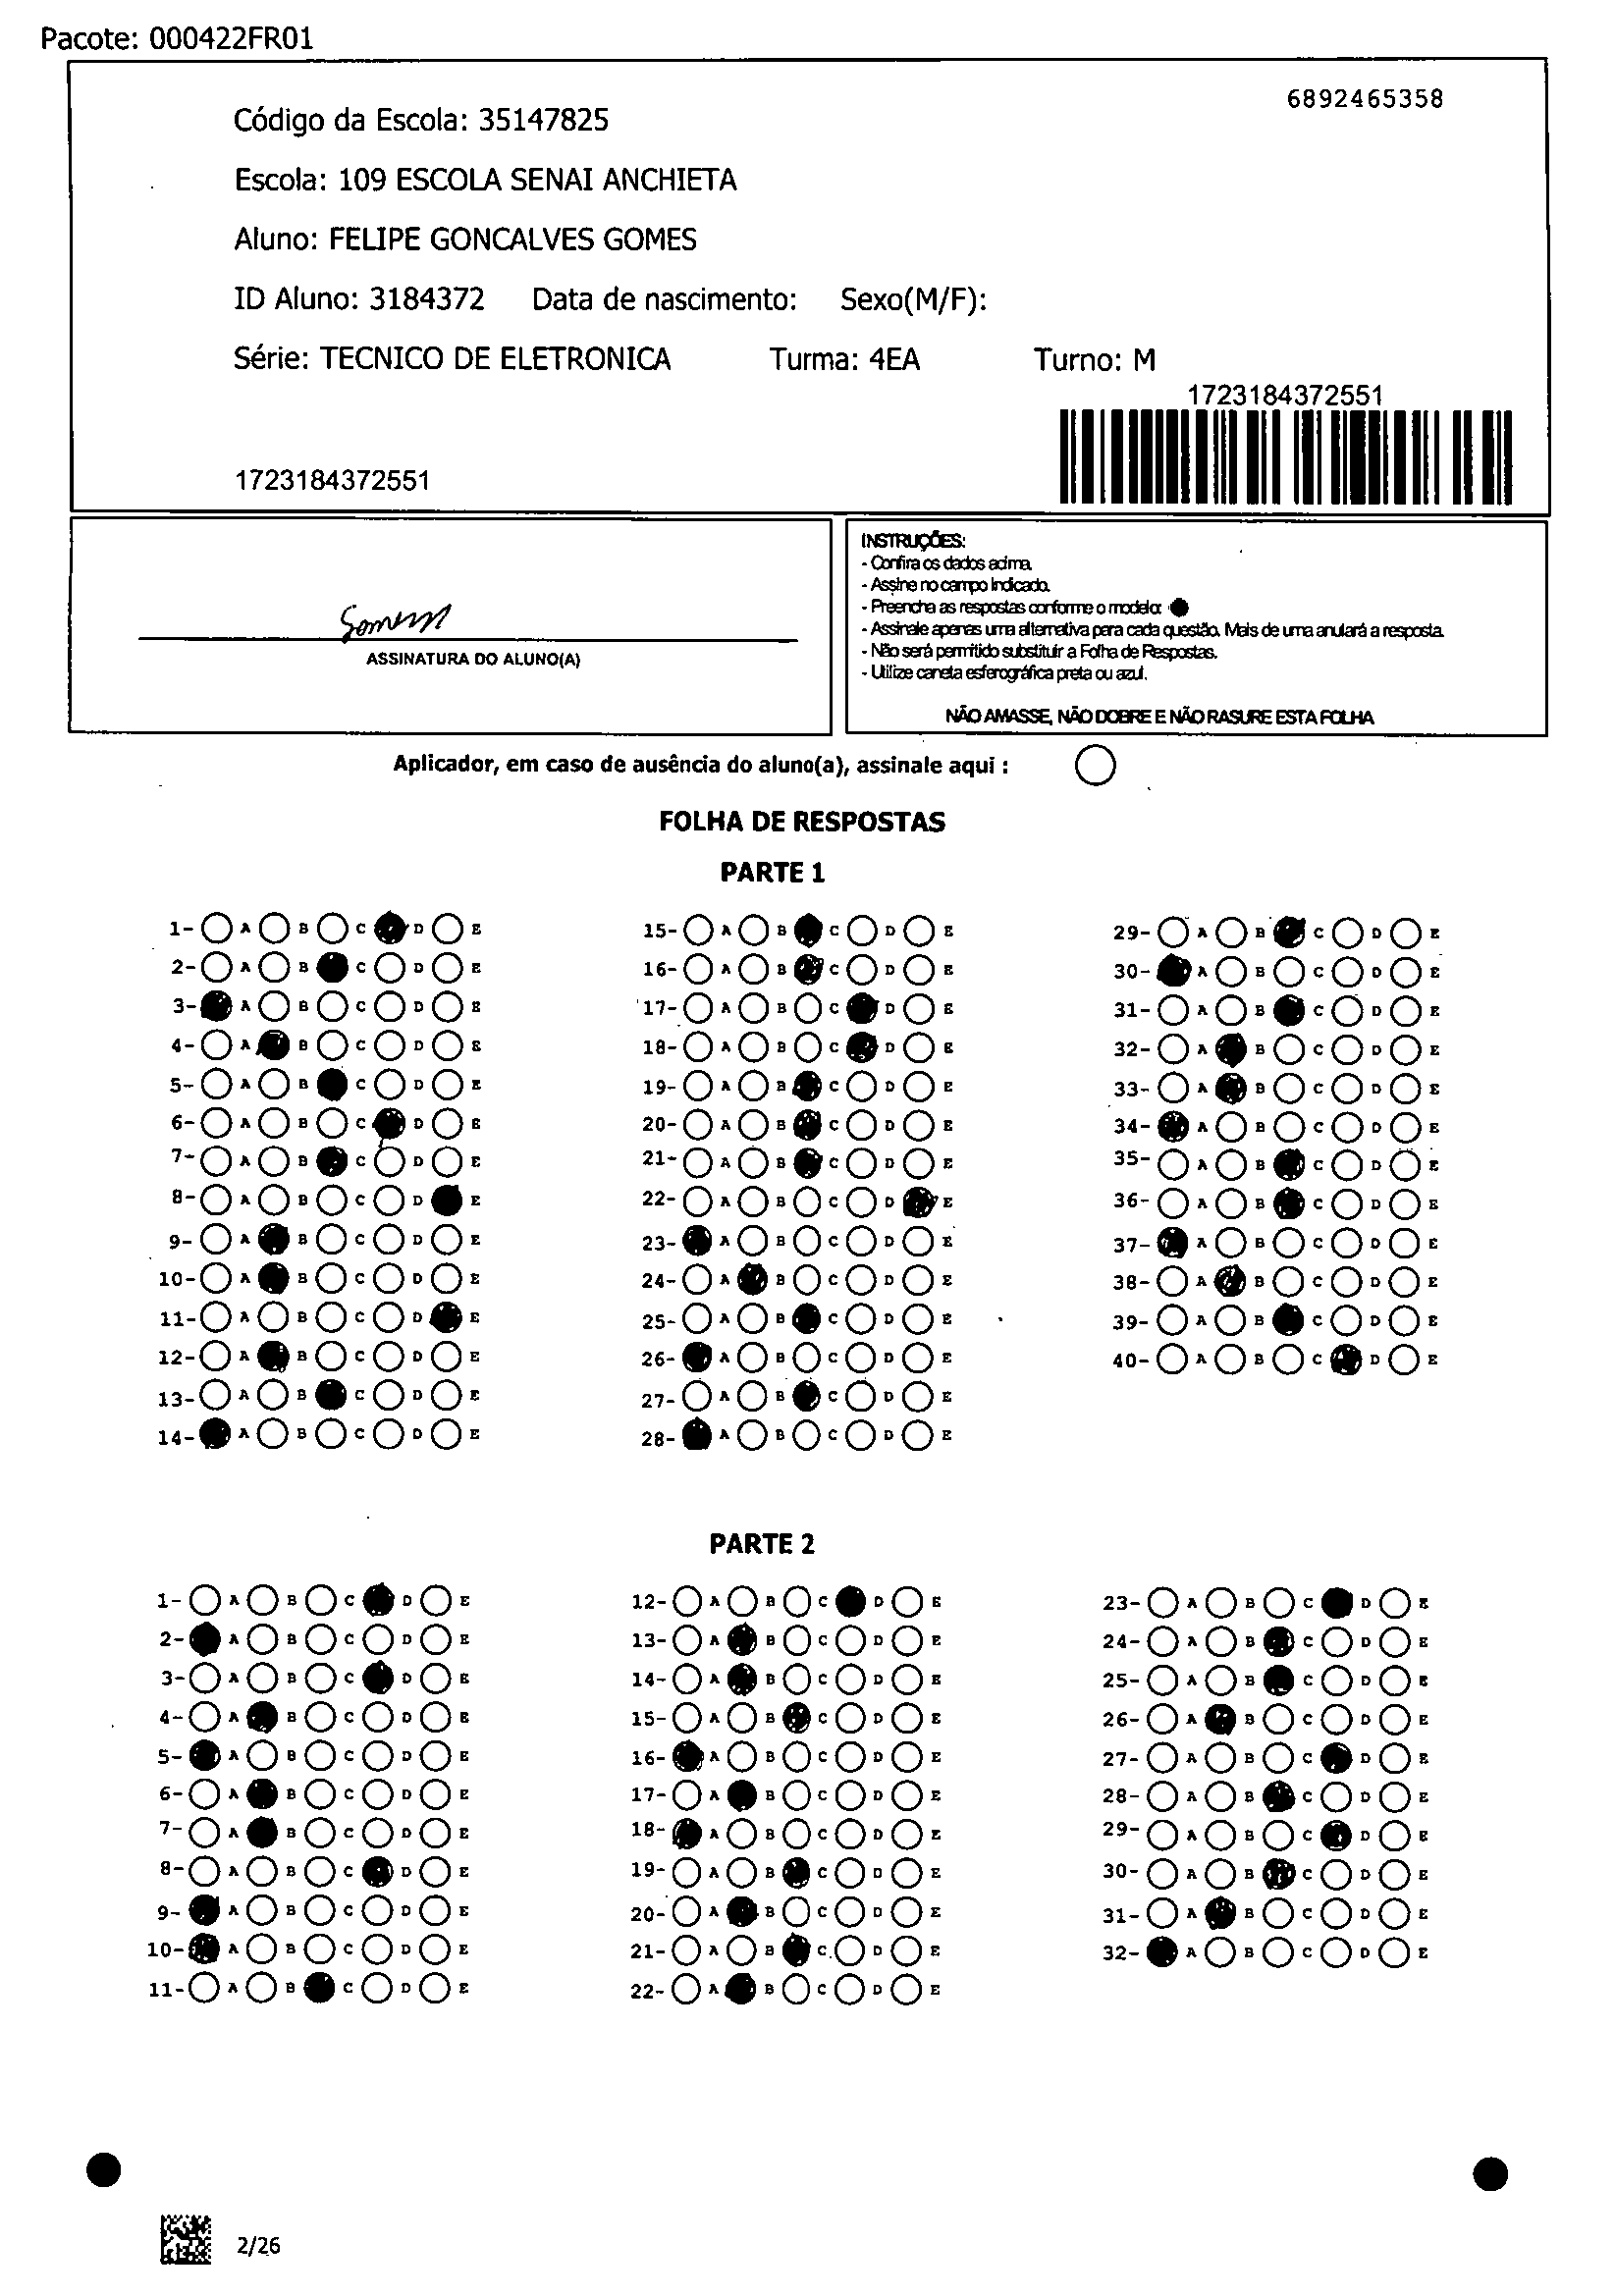 Pacote: 000422FR01
6892465358
Código da Escola: 35147825
Escola: 109 ESCOLA SENAI ANCHIETA
Aluno: FELIPE GONCALVES GOMES
ID Aluno: 3184372 Data de nascimento: Sexo(M/F):
Série: TECNICO DE ELETRONICA Turma: 4EA Turno: M
1723184372551
1723184372551
ASSINATURA DO ALUNO(A)
INSTRUÇÕES:
- Confira os dados acima.
- Assine no campo indicado.
- Preencha as respostas conforme o modelo:
- Assinale apenas uma alternativa para cada questão. Mais de uma anulará a resposta.
- Não será permitido substituir a Folha de Respostas.
- Utilize caneta esferográfica preta ou azul.
NÃO AMASSE, NÃO DOBRE E NÃO RASURE ESTA FOLHA
Aplicador, em caso de ausência do aluno(a), assinale aqui :
FOLHA DE RESPOSTAS
PARTE 1
1- A B C D E 15- A B C D E 29- A B C D E
2- A B C D E 16- A B C D E 30- A B C D E
3- A B C D E 17- A B C D E 31- A B C D E
4- A B C D E 18- A B C D E 32- A B C D E
5- A B C D E 19- A B C D E 33- A B C D E
6- A B C D E 20- A B C D E 34- A B C D E
7- A B C D E 21- A B C D E 35- A B C D E
8- A B C D E 22- A B C D E 36- A B C D E
9- A B C D E 23- A B C D E 37- A B C D E
10- A B C D E 24- A B C D E 38- A B C D E
11- A B C D E 25- A B C D E 39- A B C D E
12- A B C D E 26- A B C D E 40- A B C D E
13- A B C D E 27- A B C D E
14- A B C D E 28- A B C D E
PARTE 2
1- A B C D E 12- A B C D E 23- A B C D E
2- A B C D E 13- A B C D E 24- A B C D E
3- A B C D E 14- A B C D E 25- A B C D E
4- A B C D E 15- A B C D E 26- A B C D E
5- A B C D E 16- A B C D E 27- A B C D E
6- A B C D E 17- A B C D E 28- A B C D E
7- A B C D E 18- A B C D E 29- A B C D E
8- A B C D E 19- A B C D E 30- A B C D E
9- A B C D E 20- A B C D E 31- A B C D E
10- A B C D E 21- A B C D E 32- A B C D E
11- A B C D E 22- A B C D E
2/26